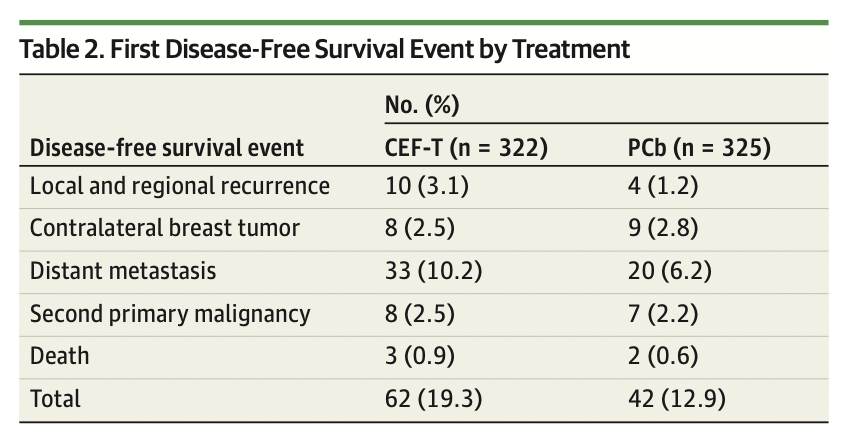 Table 2. First Disease-Free Survival Event by Treatment
No. (%)
Disease-free survival event CEF-T (n = 322) PCb (n = 325)
Local and regional recurrence 10 (3.1) 4 (1.2)
Contralateral breast tumor 8 (2.5) 9 (2.8)
Distant metastasis 33 (10.2) 20 (6.2)
Second primary malignancy 8 (2.5) 7 (2.2)
Death 3 (0.9) 2 (0.6)
Total 62 (19.3) 42 (12.9)